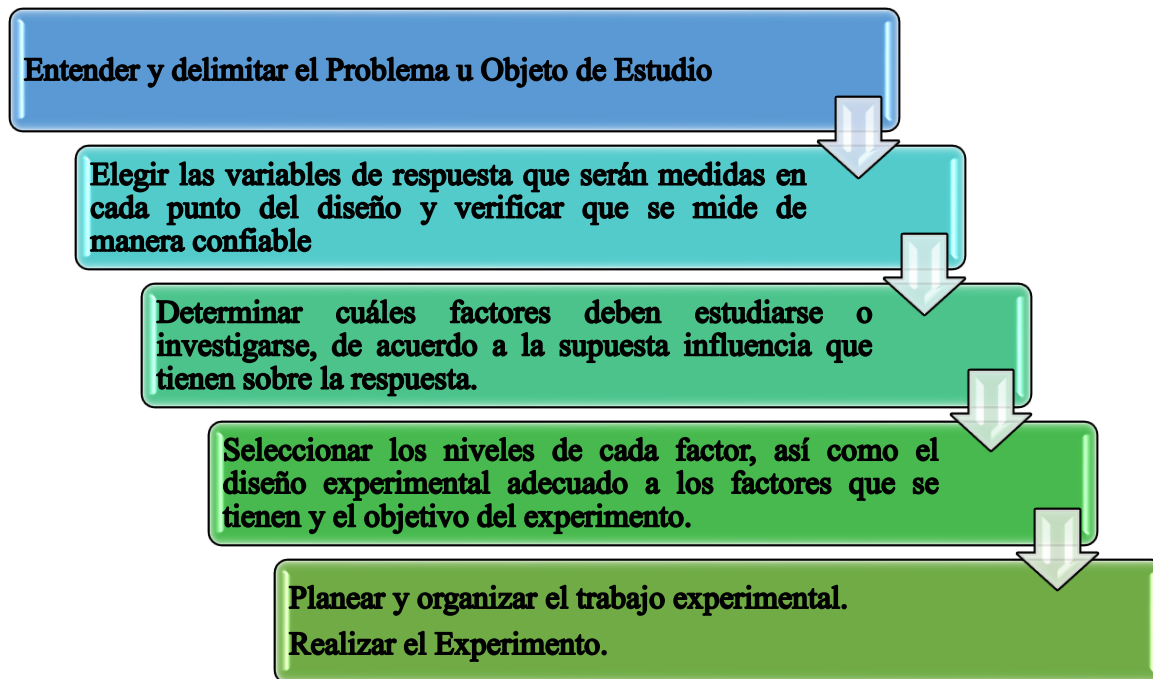 Entender y delimitar el Problema u Objeto de Estudio
Elegir las variables de respuesta que serán medidas en
cada punto del diseño y verificar que se mide de
manera confiable
Determinar cuáles factores deben estudiarse o
investigarse, de acuerdo a la supuesta influencia que
tienen sobre la respuesta.
Seleccionar los niveles de cada factor, así como el
diseño experimental adecuado a los factores que se
tienen y el objetivo del experimento.
Planear y organizar el trabajo experimental.
Realizar el Experimento.